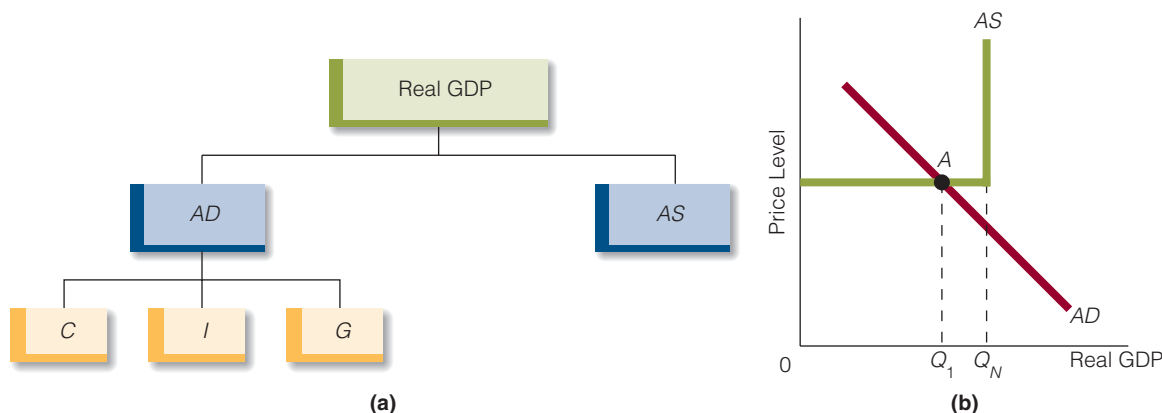 Real GDP
AD
AS
C
I
G
(a)
Price Level
AS
A
AD
0
Q1
QN
Real GDP
(b)